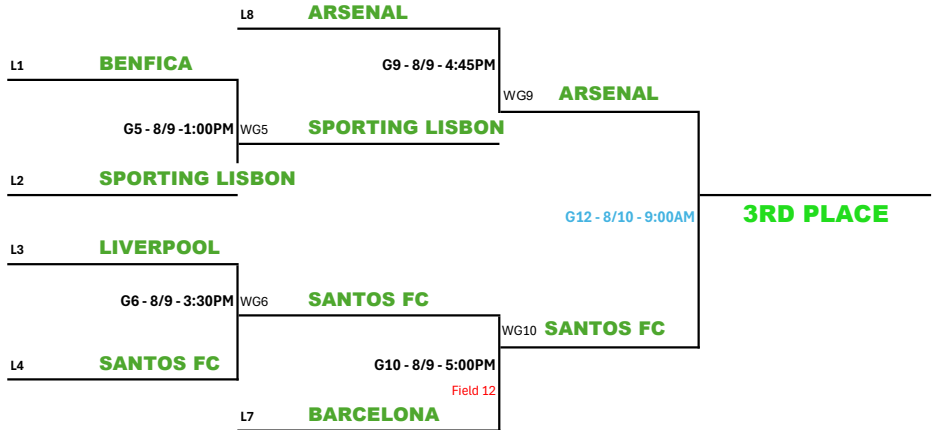 L8 ARSENAL
L1 BENFICA
G9 - 8/9 - 4:45PM
WG9 ARSENAL
G5 - 8/9 -1:00PM WG5 SPORTING LISBON
L2 SPORTING LISBON
G12 - 8/10 - 9:00AM 3RD PLACE
L3 LIVERPOOL
G6 - 8/9 - 3:30PM WG6 SANTOS FC
WG10 SANTOS FC
L4 SANTOS FC
G10 - 8/9 - 5:00PM
Field 12
L7 BARCELONA